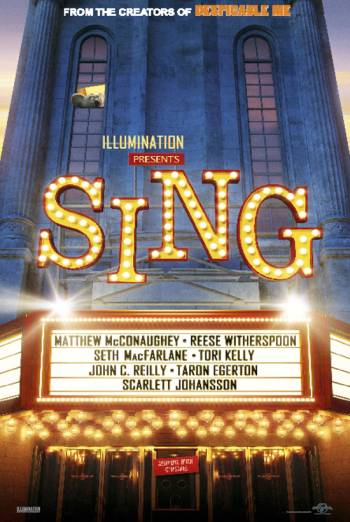 FROM THE CREATORS OF DESPICABLE ME
ILLUMINATION
PRESENTS
SING
MATTHEW McCONAUGHEY • REESE WITHERSPOON
SETH MacFARLANE • TORI KELLY
JOHN C. REILLY • TARON EGERTON
SCARLETT JOHANSSON
ILLUMINATION